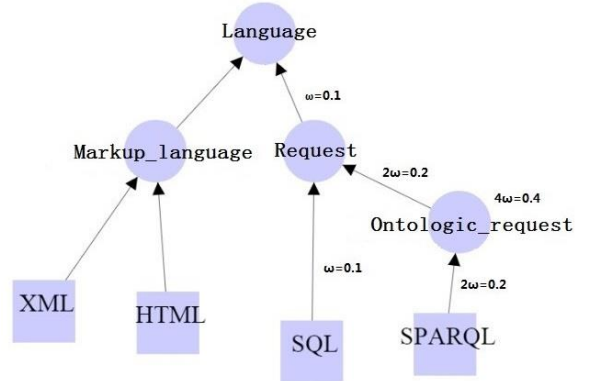 Language
ω=0.1
Markup_language
Request
2ω=0.2
4ω=0.4
Ontologic_request
ω=0.1
2ω=0.2
XML
HTML
SQL
SPARQL